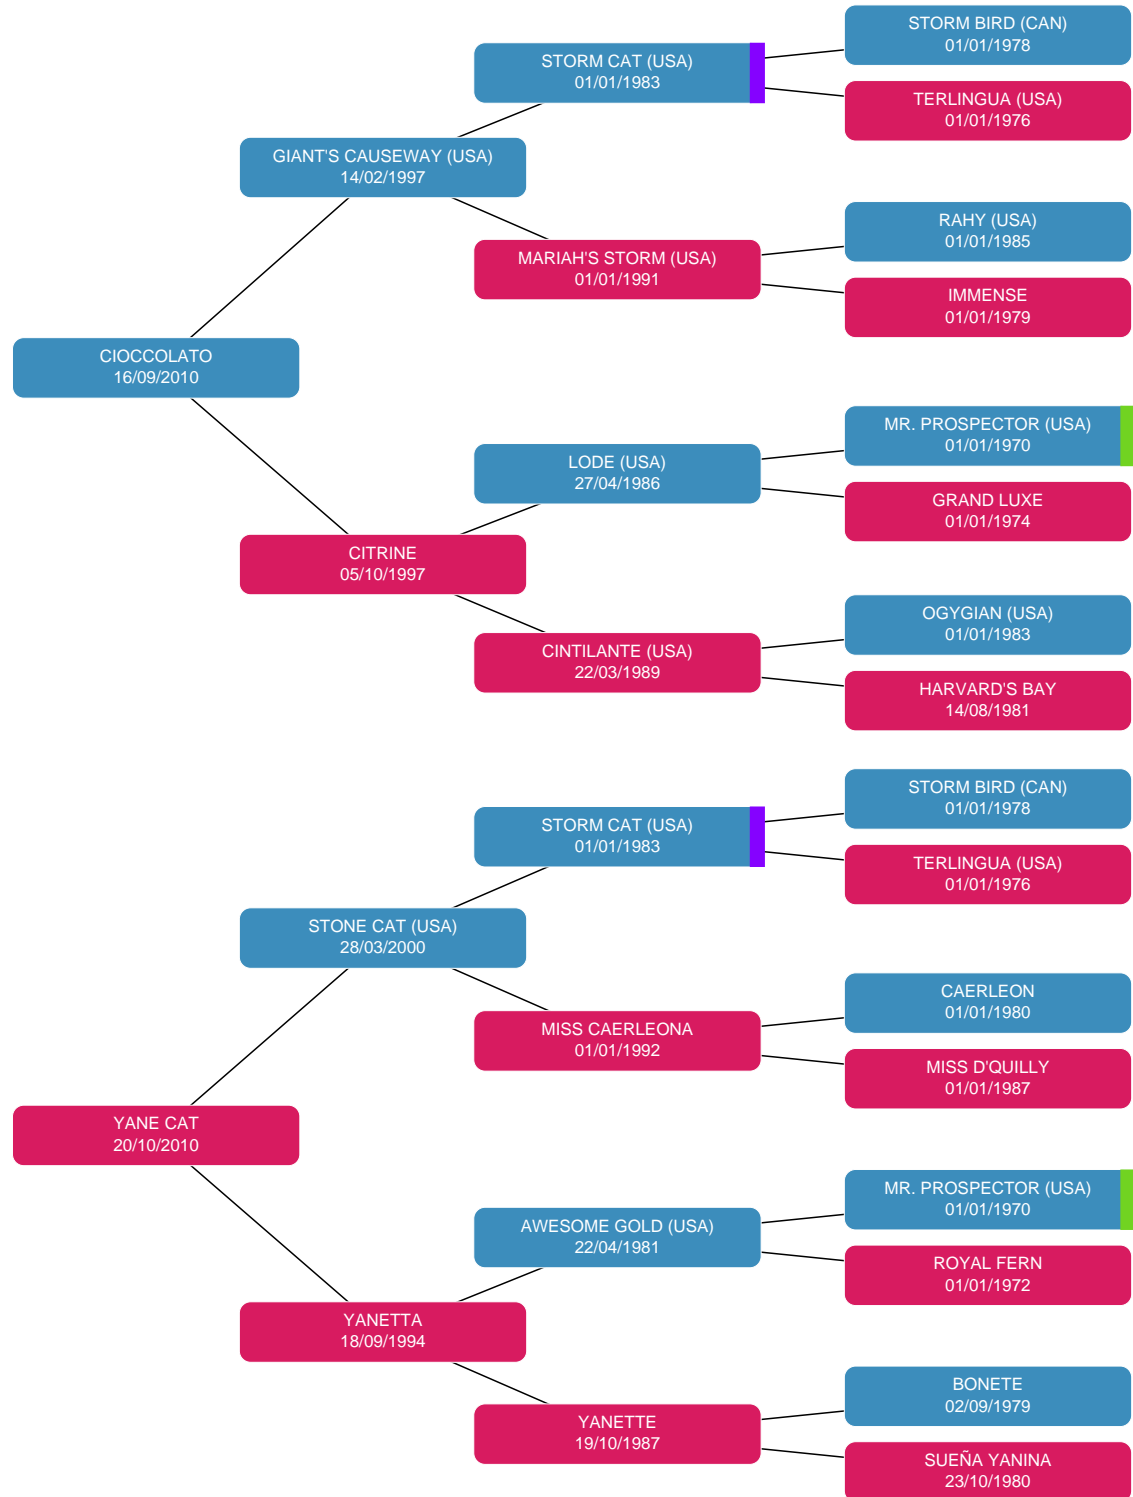 STORM BIRD (CAN)
01/01/1978
STORM CAT (USA)
01/01/1983
TERLINGUA (USA)
01/01/1976
GIANT'S CAUSEWAY (USA)
14/02/1997
RAHY (USA)
01/01/1985
MARIAH'S STORM (USA)
01/01/1991
IMMENSE
01/01/1979
CIOCCOLATO
16/09/2010
MR. PROSPECTOR (USA)
01/01/1970
LODE (USA)
27/04/1986
GRAND LUXE
01/01/1974
CITRINE
05/10/1997
OGYGIAN (USA)
01/01/1983
CINTILANTE (USA)
22/03/1989
HARVARD'S BAY
14/08/1981
STORM BIRD (CAN)
01/01/1978
STORM CAT (USA)
01/01/1983
TERLINGUA (USA)
01/01/1976
STONE CAT (USA)
28/03/2000
CAERLEON
01/01/1980
MISS CAERLEONA
01/01/1992
MISS D'QUILLY
01/01/1987
YANE CAT
20/10/2010
MR. PROSPECTOR (USA)
01/01/1970
AWESOME GOLD (USA)
22/04/1981
ROYAL FERN
01/01/1972
YANETTA
18/09/1994
BONETE
02/09/1979
YANETTE
19/10/1987
SUEÑA YANINA
23/10/1980